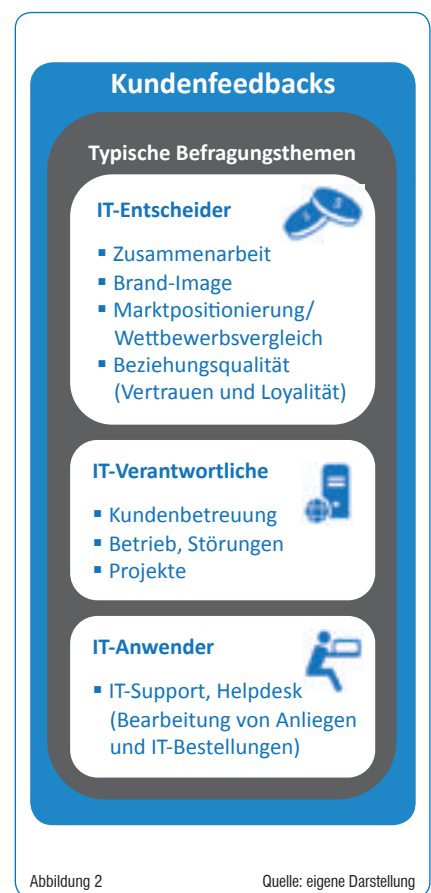 Kundenfeedbacks
Typische Befragungsthemen
IT-Entscheider
▪ Zusammenarbeit
▪ Brand-Image
▪ Marktpositionierung/
Wettbewerbsvergleich
▪ Beziehungsqualität
(Vertrauen und Loyalität)
IT-Verantwortliche
▪ Kundenbetreuung
▪ Betrieb, Störungen
▪ Projekte
IT-Anwender
▪ IT-Support, Helpdesk
(Bearbeitung von Anliegen
und IT-Bestellungen)
Abbildung 2 Quelle: eigene Darstellung